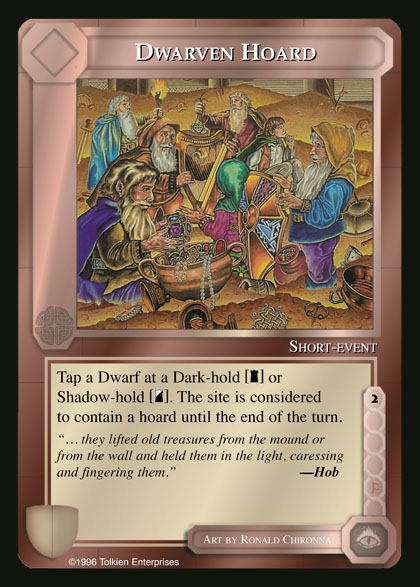 DWARVEN HOARD
SHORT-EVENT
Tap a Dwarf at a Dark-hold [] or
Shadow-hold []. The site is considered
to contain a hoard until the end of the turn.
2
“… they lifted old treasures from the mound or
from the wall and held them in the light, caressing
and fingering them.” —Hob
ART BY RONALD CHIRONNA
©1996 Tolkien Enterprises